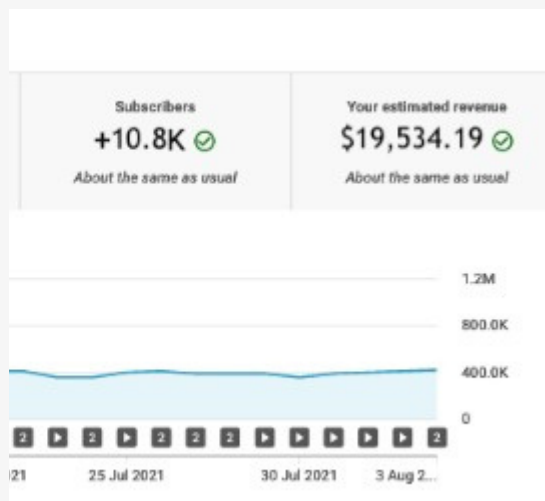 Subscribers
+10.8K
About the same as usual
Your estimated revenue
$19,534.19
About the same as usual
1.2M
800.0K
400.0K
0
2 2 2 2 2 2
21 25 Jul 2021 30 Jul 2021 3 Aug 2...